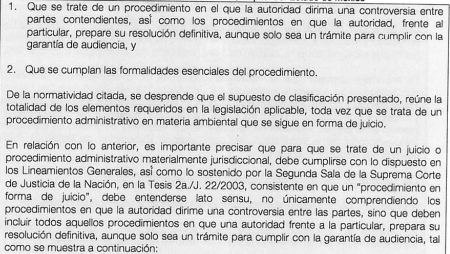 1. Que se trate de un procedimiento en el que la autoridad dirima una controversia entre
partes contendientes, así como los procedimientos en que la autoridad, frente al
particular, prepare su resolución definitiva, aunque solo sea un trámite para cumplir con la
garantía de audiencia, y
2. Que se cumplan las formalidades esenciales del procedimiento.
De la normatividad citada, se desprende que el supuesto de clasificación presentado, reúne la
totalidad de los elementos requeridos en la legislación aplicable, toda vez que se trata de un
procedimiento administrativo en materia ambiental que se sigue en forma de juicio.
En relación con lo anterior, es importante precisar que para que se trate de un juicio o
procedimiento administrativo materialmente jurisdiccional, debe cumplirse con lo dispuesto en
los Lineamientos Generales, así como lo sostenido por la Segunda Sala de la Suprema Corte
de Justicia de la Nación, en la Tesis 2a./J. 22/2003, consistente en que un "procedimiento en
forma de juicio", debe entenderse lato sensu, no únicamente comprendiendo los
procedimientos en que la autoridad dirime una controversia entre las partes, sino que deben
incluir todos aquellos procedimientos en que una autoridad frente a la particular, prepara su
resolución definitiva, aunque solo sea un trámite para cumplir con la garantía de audiencia, tal
como se muestra a continuación: